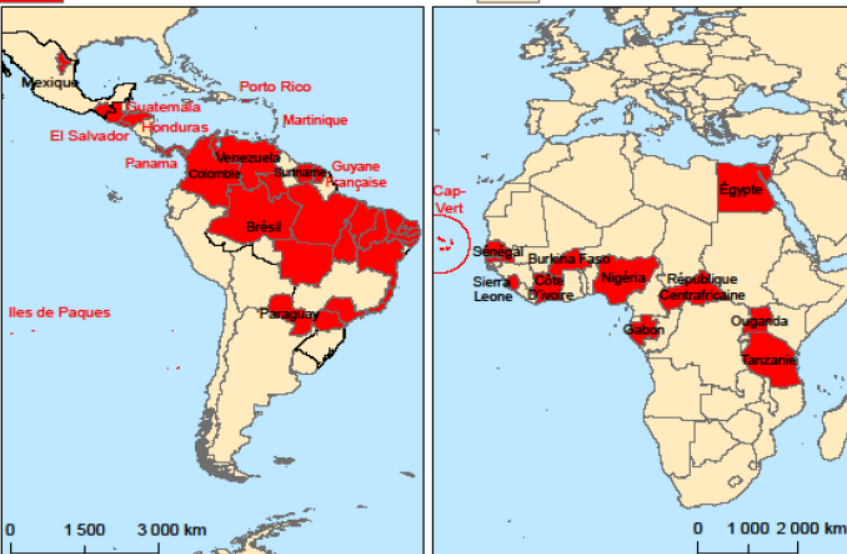 Mexique
Porto Rico
Guatemala
Martinique
El Salvador
Honduras
Panama
Venezuela
Colombie
Suriname
Guyane
Française
Brésil
Iles de Paques
Paraguay
0 1 500 3 000 km
Cap-
Vert
Égypte
Sénégal
Burkina Faso
Sierra
Leone
Côte
D'ivoire
Nigéria
République
Centrafricaine
Gabon
Ouganda
Tanzanie
0 1 000 2 000 km